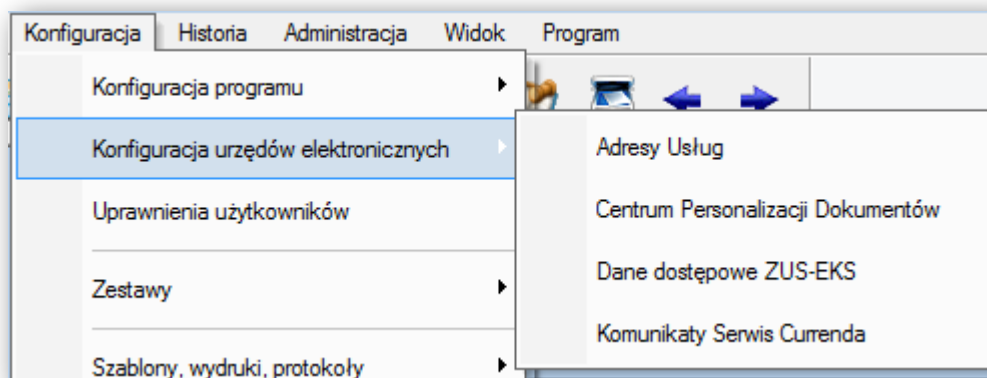 Konfiguracja Historia Administracja Widok Program
Konfiguracja programu
Konfiguracja urzędów elektronicznych
Adresy Usług
Uprawnienia użytkowników
Centrum Personalizacji Dokumentów
Dane dostępowe ZUS-EKS
Zestawy
Komunikaty Serwis Currenda
Szablony, wydruki, protokoły